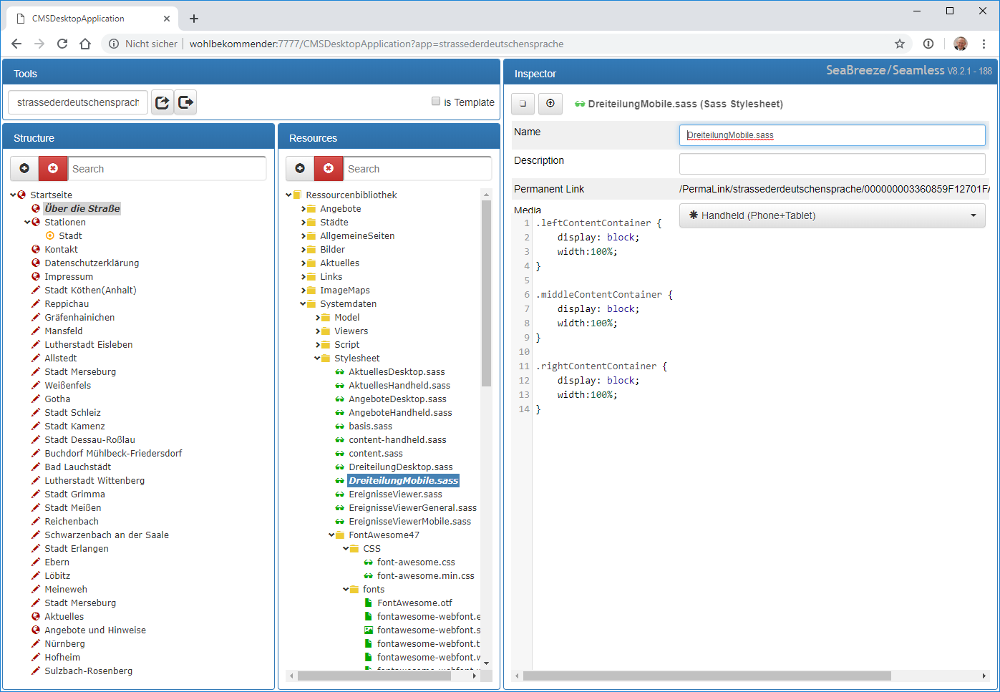 CMSDesktopApplication
Nicht sicher
wohlbekommender:7777/CMSDesktopApplication?app=strassederdeutschensprache
Tools
strassederdeutschensprach
is Template
Structure
Search
Startseite
Über die Straße
Stationen
Stadt
Kontakt
Datenschutzerklärung
Impressum
Stadt Köthen(Anhalt)
Reppichau
Gräfenhainichen
Mansfeld
Lutherstadt Eisleben
Allstedt
Stadt Merseburg
Weißenfels
Gotha
Stadt Schleiz
Stadt Kamenz
Stadt Dessau-Roßlau
Buchdorf Mühlbeck-Friedersdorf
Bad Lauchstädt
Lutherstadt Wittenberg
Stadt Grimma
Stadt Meißen
Reichenbach
Schwarzenbach an der Saale
Stadt Erlangen
Ebern
Löbitz
Meineweh
Stadt Merseburg
Aktuelles
Angebote und Hinweise
Nürnberg
Hofheim
Sulzbach-Rosenberg
Resources
Search
Ressourcenbibliothek
Angebote
Städte
AllgemeineSeiten
Bilder
Aktuelles
Links
ImageMaps
Systemdaten
Model
Viewers
Script
Stylesheet
AktuellesDesktop.sass
AktuellesHandheld.sass
AngeboteDesktop.sass
AngeboteHandheld.sass
basis.sass
content-handheld.sass
content.sass
DreiteilungDesktop.sass
DreiteilungMobile.sass
EreignisseViewer.sass
EreignisseViewerGeneral.sass
EreignisseViewerMobile.sass
FontAwesome47
CSS
font-awesome.css
font-awesome.min.css
fonts
FontAwesome.otf
fontawesome-webfont.e
fontawesome-webfont.s
fontawesome-webfont.t
fontawesome-webfont.w
Inspector
SeaBreeze/Seamless V8.2.1 - 188
DreiteilungMobile.sass (Sass Stylesheet)
Name
DreiteilungMobile.sass
Description
Permanent Link
/PermaLink/strassederdeutschensprache/000000003360859F12701FA
Media
Handheld (Phone+Tablet)
1 .leftContentContainer {
2 display: block;
3 width:100%;
4 }
5
6 .middleContentContainer {
7 display: block;
8 width:100%;
9 }
10
11 .rightContentContainer {
12 display: block;
13 width:100%;
14 }